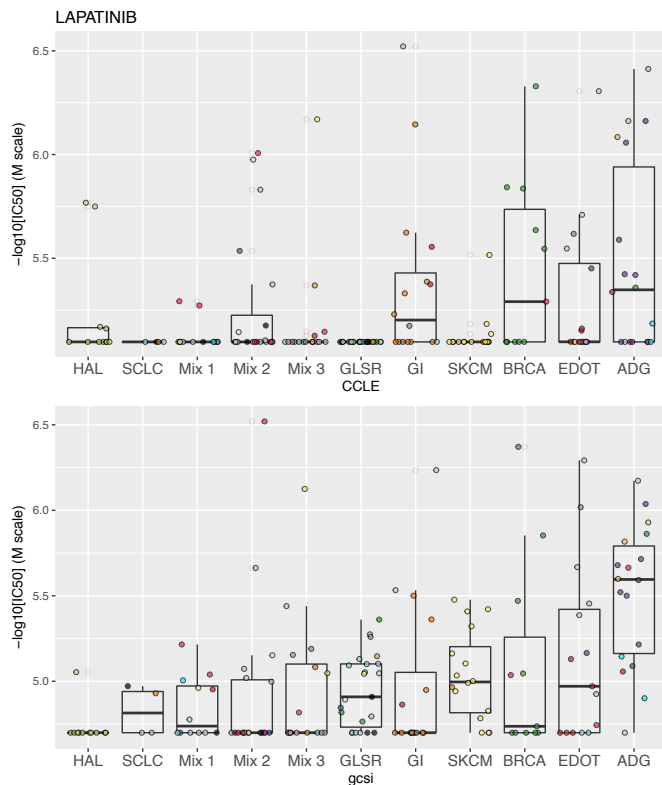 LAPATINIB
6.5
6.0
5.5
−log10[IC50] (M scale)
HAL SCLC Mix 1 Mix 2 Mix 3 GLSR GI SKCM BRCA EDOT ADG
CCLE
6.5
6.0
5.5
5.0
−log10[IC50] (M scale)
HAL SCLC Mix 1 Mix 2 Mix 3 GLSR GI SKCM BRCA EDOT ADG
gcsi